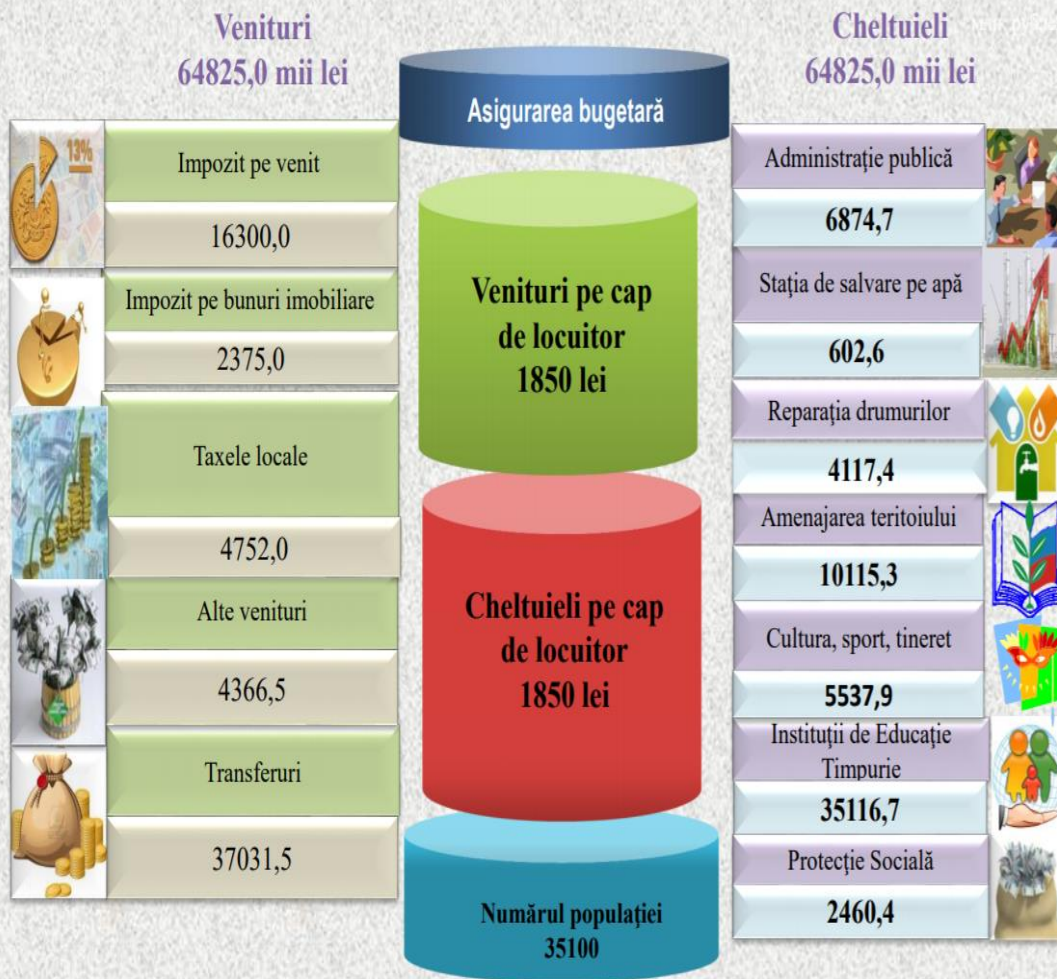 Venituri
64825,0 mii lei
13%
Impozit pe venit
16300,0
Impozit pe bunuri imobiliare
2375,0
Taxele locale
4752,0
Alte venituri
4366,5
Transferuri
37031,5
Asigurarea bugetară
Venituri pe cap
de locuitor
1850 lei
Cheltuieli pe cap
de locuitor
1850 lei
Numărul populației
35100
Cheltuieli
64825,0 mii lei
Administrație publică
6874,7
Stația de salvare pe apă
602,6
Reparația drumurilor
4117,4
Amenajarea teritoiului
10115,3
Cultura, sport, tineret
5537,9
Instituții de Educație
Timpurie
35116,7
Protecție Socială
2460,4